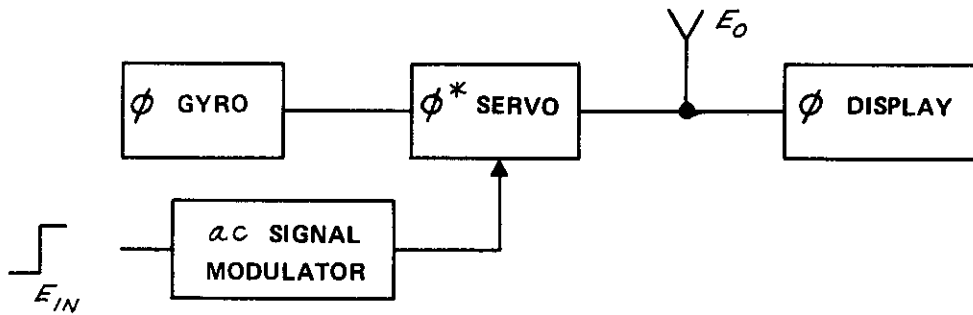 E_O
ϕ GYRO
ϕ* SERVO
ϕ DISPLAY
ac SIGNAL
MODULATOR
E_IN